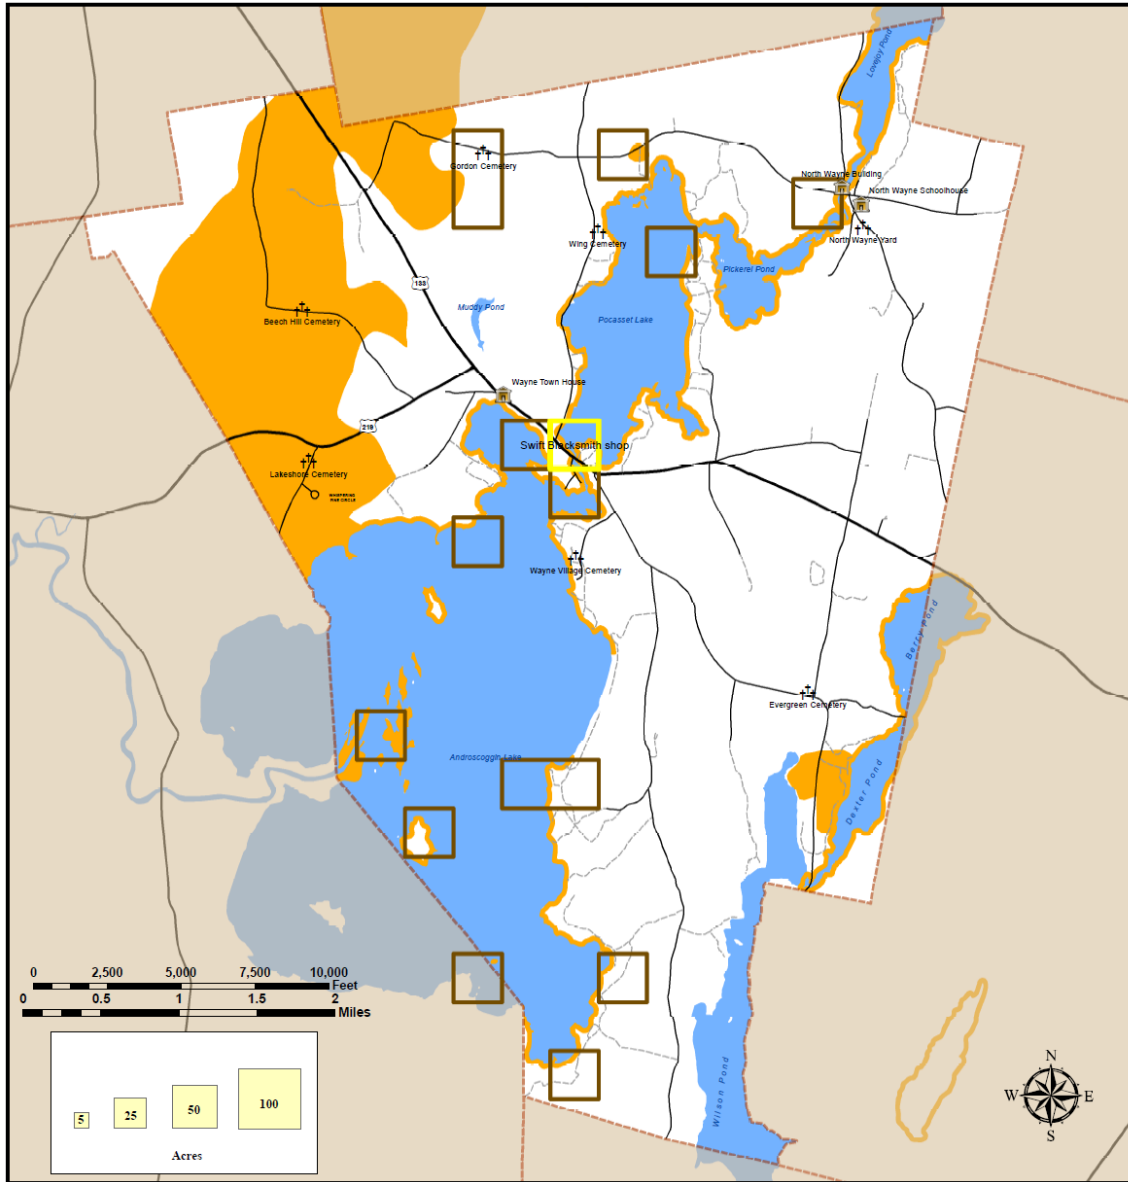 Lovejoy Pond
Gordon Cemetery
North Wayne Building
North Wayne Schoolhouse
Wing Cemetery
North Wayne Yard
Pickerel Pond
133
Muddy Pond
Beech Hill Cemetery
Pocasset Lake
Wayne Town House
219
Swift Blacksmith shop
Lakeshore Cemetery
WHISPERING
PINE CIRCLE
Wayne Village Cemetery
Berry Pond
Evergreen Cemetery
Androscoggin Lake
Dexter Pond
0 2,500 5,000 7,500 10,000
Feet
0 0.5 1 1.5 2
Miles
Wilson Pond
5 25 50 100
Acres
N
W E
S